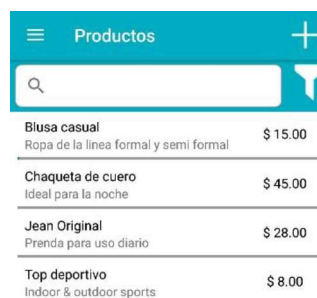 Productos
Blusa casual
$ 15.00
Ropa de la linea formal y semi formal
Chaqueta de cuero
$ 45.00
Ideal para la noche
Jean Original
$ 28.00
Prenda para uso diario
Top deportivo
$ 8.00
Indoor & outdoor sports